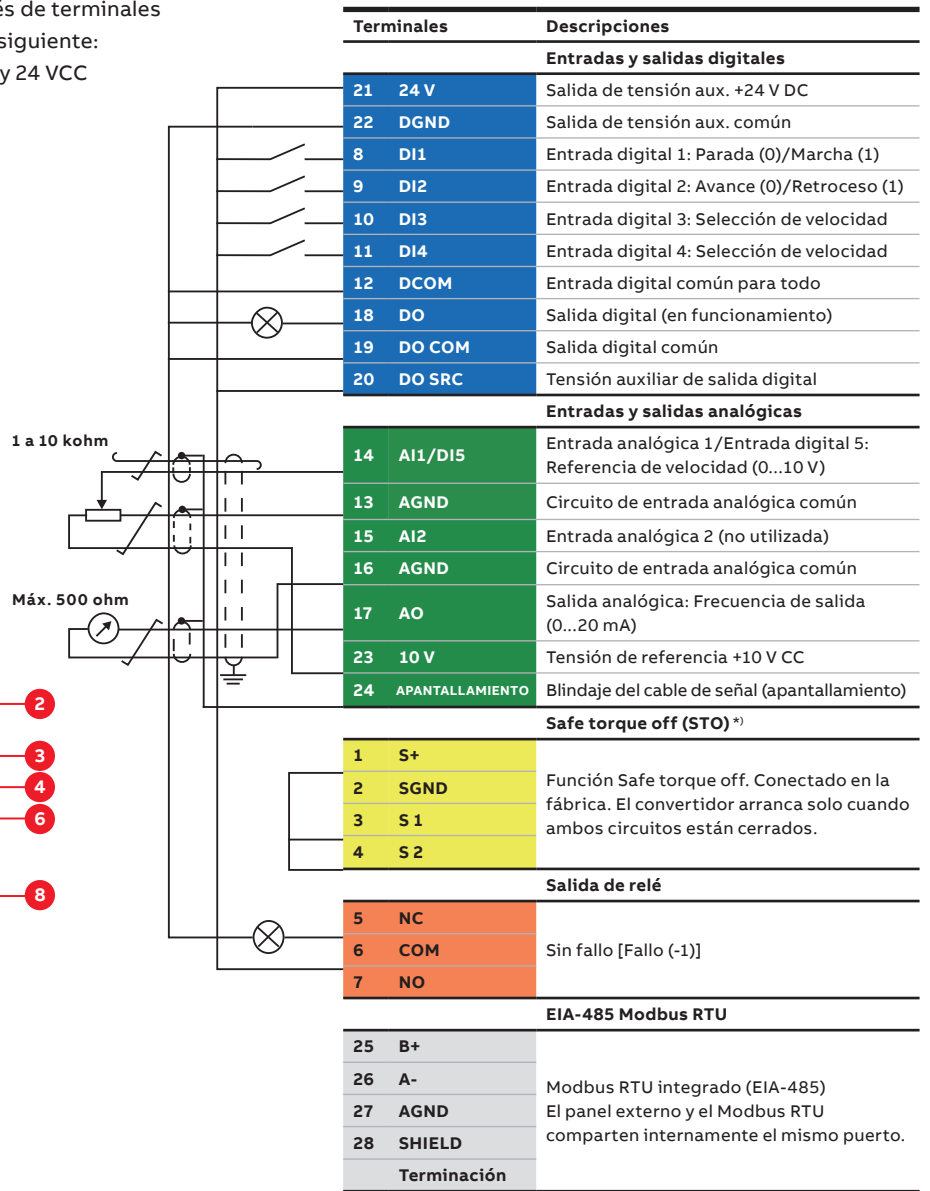 és de terminales
siguiente:
y 24 VCC
Terminales Descripciones
Entradas y salidas digitales
21 24 V Salida de tensión aux. +24 V DC
22 DGND Salida de tensión aux. común
8 DI1 Entrada digital 1: Parada (0)/Marcha (1)
9 DI2 Entrada digital 2: Avance (0)/Retroceso (1)
10 DI3 Entrada digital 3: Selección de velocidad
11 DI4 Entrada digital 4: Selección de velocidad
12 DCOM Entrada digital común para todo
18 DO Salida digital (en funcionamiento)
19 DO COM Salida digital común
20 DO SRC Tensión auxiliar de salida digital
Entradas y salidas analógicas
1 a 10 kohm
14 AI1/DI5 Entrada analógica 1/Entrada digital 5:
Referencia de velocidad (0...10 V)
13 AGND Circuito de entrada analógica común
15 AI2 Entrada analógica 2 (no utilizada)
16 AGND Circuito de entrada analógica común
Máx. 500 ohm
17 AO Salida analógica: Frecuencia de salida
(0...20 mA)
23 10 V Tensión de referencia +10 V CC
24 APANTALLAMIENTO Blindaje del cable de señal (apantallamiento)
2
Safe torque off (STO) *)
3
4
6
1 S+
2 SGND
3 S 1
4 S 2
Función Safe torque off. Conectado en la
fábrica. El convertidor arranca solo cuando
ambos circuitos están cerrados.
8
Salida de relé
5 NC
6 COM Sin fallo [Fallo (-1)]
7 NO
EIA-485 Modbus RTU
25 B+
26 A-
27 AGND
28 SHIELD
Terminación
Modbus RTU integrado (EIA-485)
El panel externo y el Modbus RTU
comparten internamente el mismo puerto.